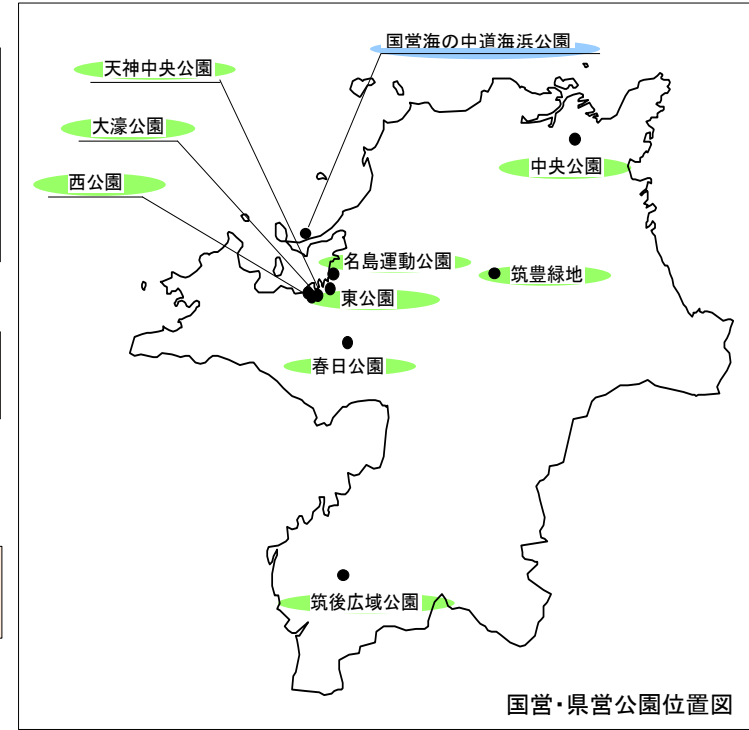 国営海の中道海浜公園
天神中央公園
大濠公園
西公園
中央公園
名島運動公園
筑豊緑地
東公園
春日公園
筑後広域公園
国営・県営公園位置図